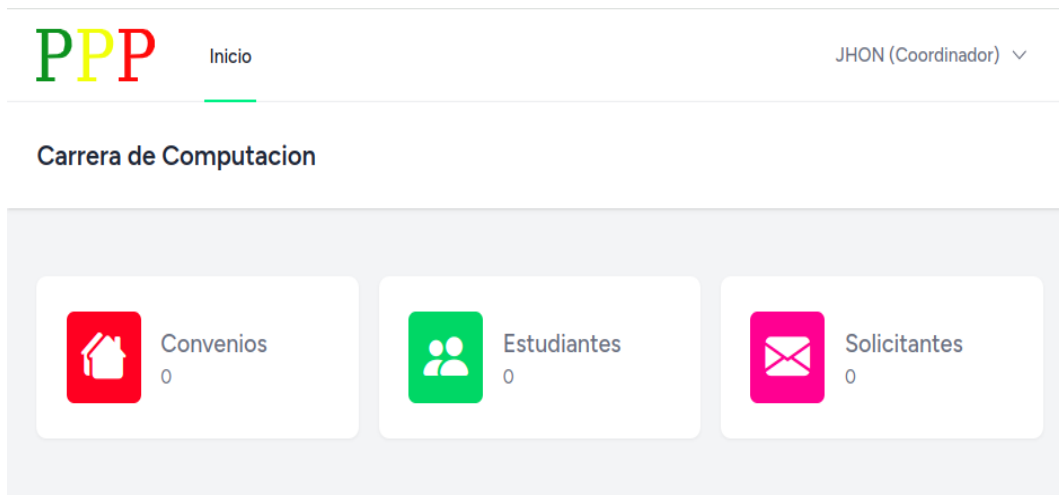 PPP Inicio JHON (Coordinador)
Carrera de Computacion
Convenios Estudiantes Solicitantes
0 0 0